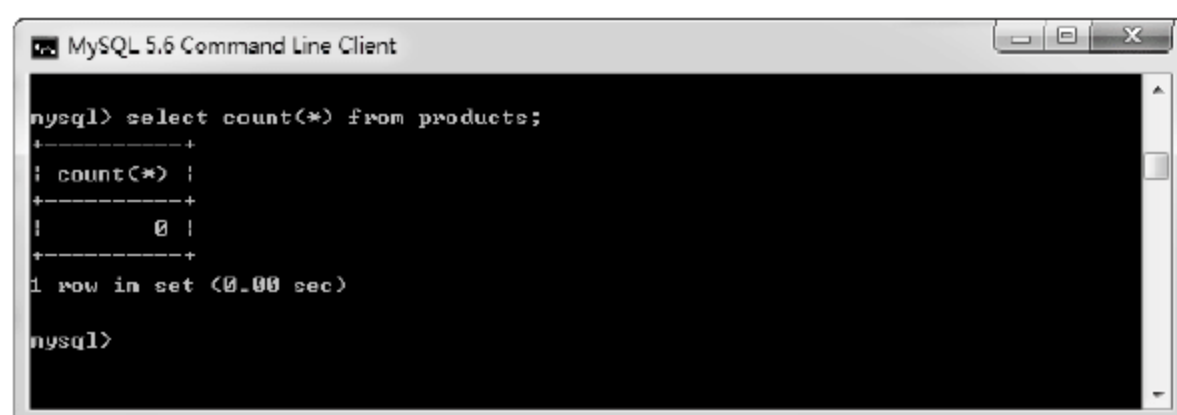 MySQL 5.6 Command Line Client
mysql> select count(*) from products;
+----------+
| count(*) |
+----------+
|        0 |
+----------+
1 row in set (0.00 sec)
mysql>